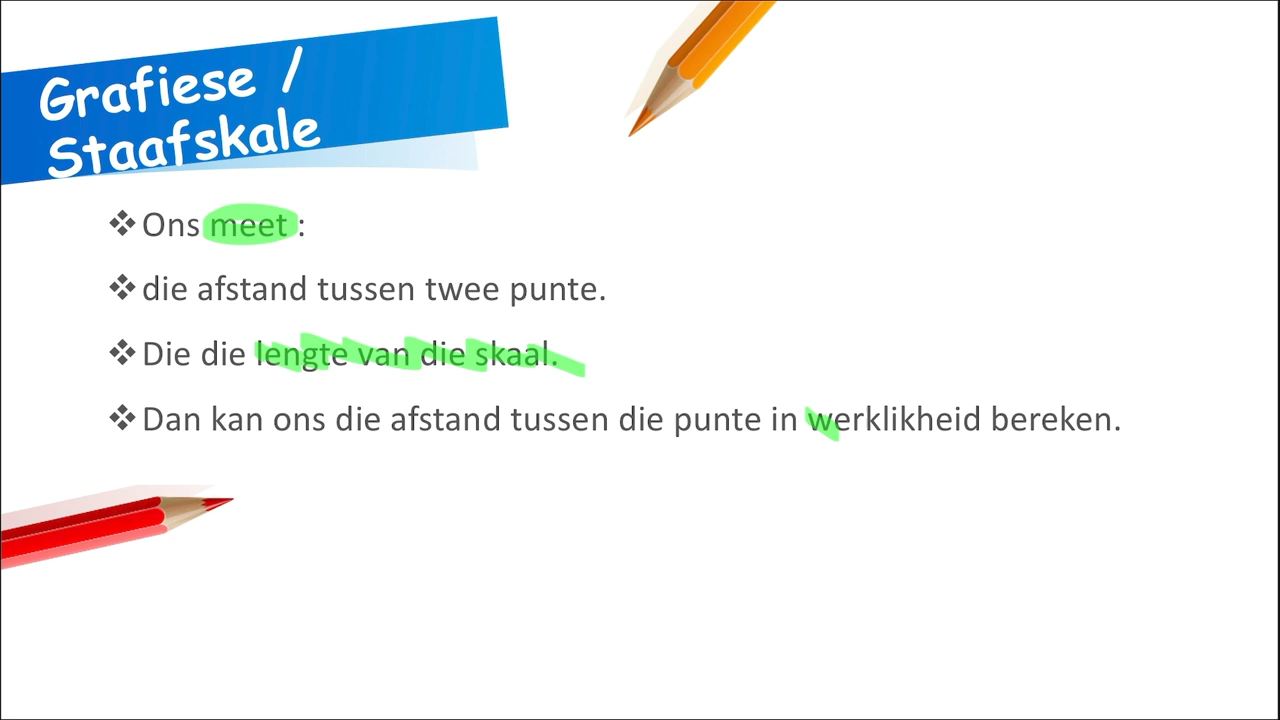 Grafiese /
Staafskale
❖Ons meet :
❖die afstand tussen twee punte.
❖Die die lengte van die skaal.
❖Dan kan ons die afstand tussen die punte in werklikheid bereken.